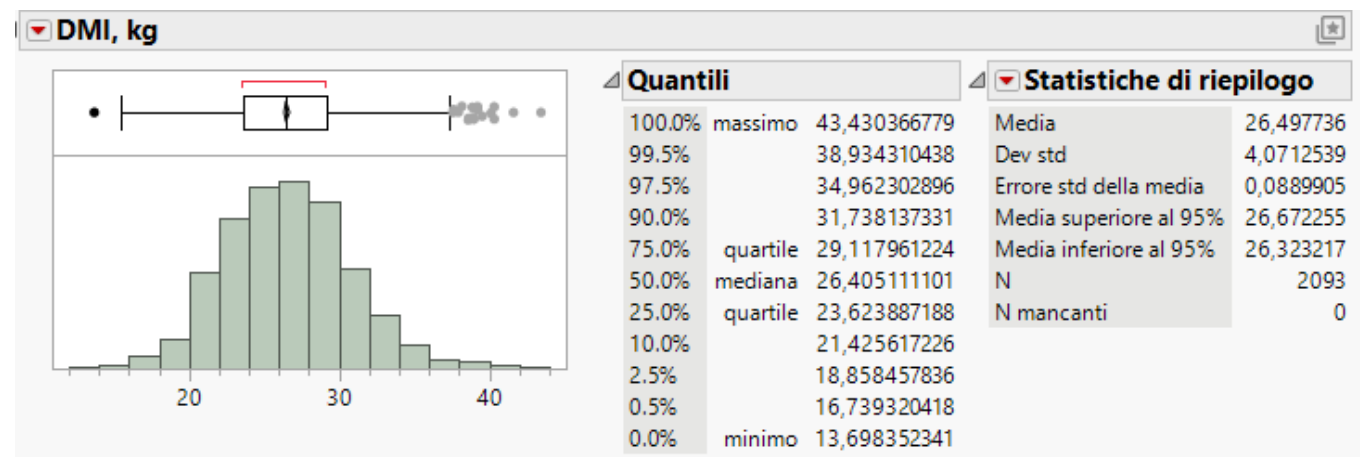 DMI, kg
20 30 40
Quantili
100.0% massimo 43,430366779
99.5% 38,934310438
97.5% 34,962302896
90.0% 31,738137331
75.0% quartile 29,117961224
50.0% mediana 26,405111101
25.0% quartile 23,623887188
10.0% 21,425617226
2.5% 18,858457836
0.5% 16,739320418
0.0% minimo 13,698352341
Statistiche di riepilogo
Media 26,497736
Dev std 4,0712539
Errore std della media 0,0889905
Media superiore al 95% 26,672255
Media inferiore al 95% 26,323217
N 2093
N mancanti 0